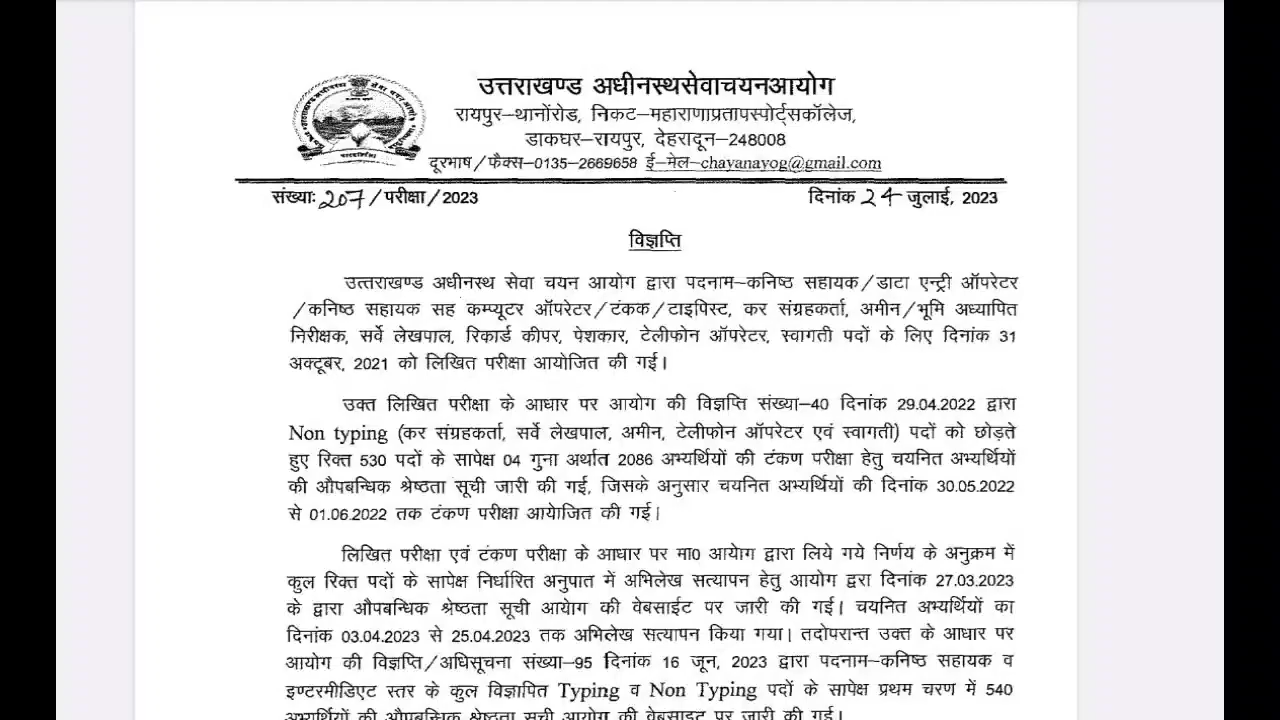 उत्तराखण्ड अधीनस्थसेवाचयनआयोग
रायपुर–थानोंरोड, निकट–महाराणाप्रतापस्पोर्ट्सकॉलेज,
डाकघर–रायपुर, देहरादून–248008
दूरभाष/फैक्स–0135–2669658 ई–मेल–chayanayog@gmail.com
संख्याः 207/परीक्षा/2023 दिनांक 24 जुलाई, 2023
विज्ञप्ति
उत्तराखण्ड अधीनस्थ सेवा चयन आयोग द्वारा पदनाम–कनिष्ठ सहायक/डाटा एन्ट्री ऑपरेटर
/कनिष्ठ सहायक सह कम्प्यूटर ऑपरेटर/टंकक/टाइपिस्ट, कर संग्रहकर्ता, अमीन/भूमि अध्यापित
निरीक्षक, सर्वे लेखपाल, रिकार्ड कीपर, पेशकार, टेलीफोन ऑपरेटर, स्वागती पदों के लिए दिनांक 31
अक्टूबर, 2021 को लिखित परीक्षा आयोजित की गई।
उक्त लिखित परीक्षा के आधार पर आयोग की विज्ञप्ति संख्या–40 दिनांक 29.04.2022 द्वारा
Non typing (कर संग्रहकर्ता, सर्वे लेखपाल, अमीन, टेलीफोन ऑपरेटर एवं स्वागती) पदों को छोड़ते
हुए रिक्त 530 पदों के सापेक्ष 04 गुना अर्थात 2086 अभ्यर्थियों की टंकण परीक्षा हेतु चयनित अभ्यर्थियों
की औपबन्धिक श्रेष्ठता सूची जारी की गई, जिसके अनुसार चयनित अभ्यर्थियों की दिनांक 30.05.2022
से 01.06.2022 तक टंकण परीक्षा आयेाजित की गई।
लिखित परीक्षा एवं टंकण परीक्षा के आधार पर मा0 आयेाग द्वारा लिये गये निर्णय के अनुक्रम में
कुल रिक्त पदों के सापेक्ष निर्धारित अनुपात में अभिलेख सत्यापन हेतु आयोग द्वरा दिनांक 27.03.2023
के द्वारा औपबन्धिक श्रेष्ठता सूची आयेाग की वेबसाईट पर जारी की गई। चयनित अभ्यर्थियों का
दिनांक 03.04.2023 से 25.04.2023 तक अभिलेख सत्यापन किया गया। तदोपरान्त उक्त के आधार पर
आयोग की विज्ञप्ति/अधिसूचना संख्या–95 दिनांक 16 जून, 2023 द्वारा पदनाम–कनिष्ठ सहायक व
इण्टरमीडिएट स्तर के कुल विज्ञापित Typing व Non Typing पदों के सापेक्ष प्रथम चरण में 540
अभ्यर्थियों की औपबन्धिक श्रेष्ठता सूची आयोग की वेबसाइट पर जारी की गई।